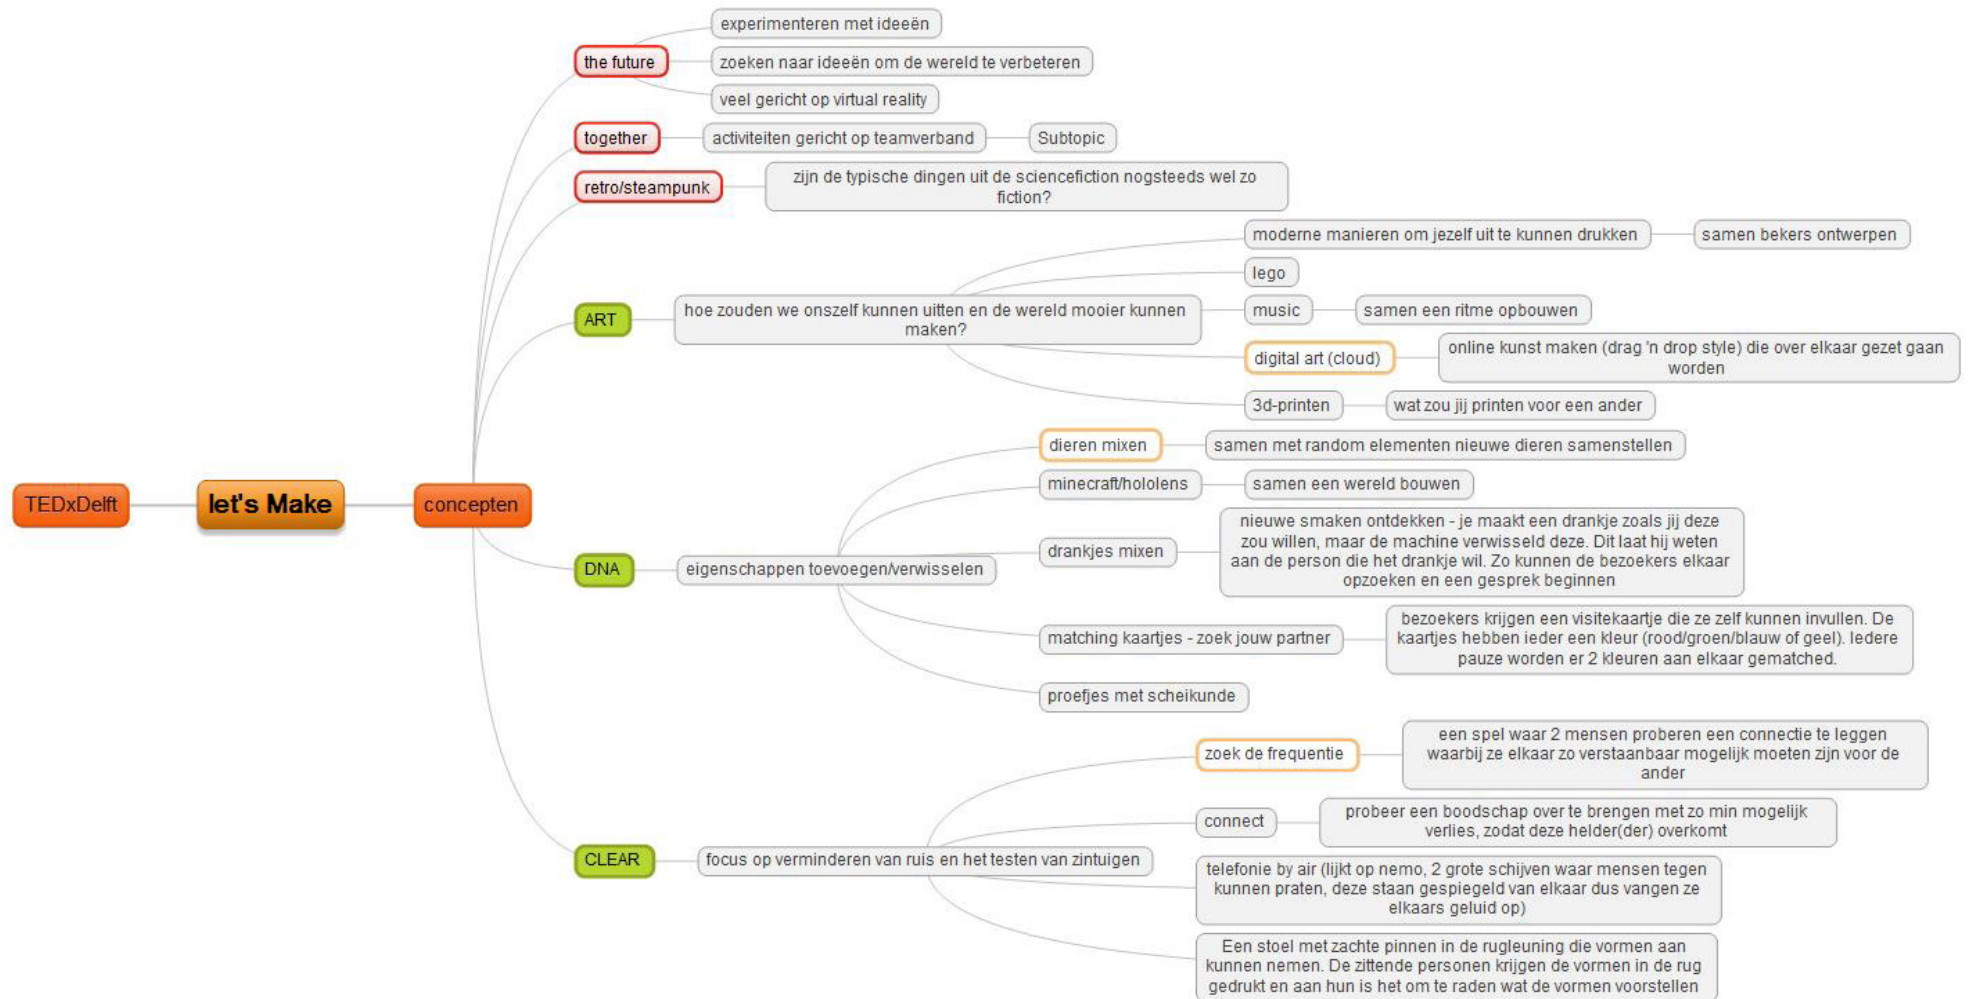 experimenteren met ideeën
the future
zoeken naar ideeën om de wereld te verbeteren
veel gericht op virtual reality
together
activiteiten gericht op teamverband
Subtopic
retro/steampunk
zijn de typische dingen uit de sciencefiction nogsteeds wel zo
fiction?
moderne manieren om jezelf uit te kunnen drukken
samen bekers ontwerpen
lego
ART
hoe zouden we onszelf kunnen uitten en de wereld mooier kunnen
maken?
music
samen een ritme opbouwen
digital art (cloud)
online kunst maken (drag 'n drop style) die over elkaar gezet gaan
worden
3d-printen
wat zou jij printen voor een ander
dieren mixen
samen met random elementen nieuwe dieren samenstellen
minecraft/hololens
samen een wereld bouwen
TEDxDelft
let's Make
concepten
drankjes mixen
nieuwe smaken ontdekken - je maakt een drankje zoals jij deze
zou willen, maar de machine verwisseld deze. Dit laat hij weten
aan de person die het drankje wil. Zo kunnen de bezoekers elkaar
opzoeken en een gesprek beginnen
DNA
eigenschappen toevoegen/verwisselen
matching kaartjes - zoek jouw partner
bezoekers krijgen een visitekaartje die ze zelf kunnen invullen. De
kaartjes hebben ieder een kleur (rood/groen/blauw of geel). Iedere
pauze worden er 2 kleuren aan elkaar gematched.
proefjes met scheikunde
zoek de frequentie
een spel waar 2 mensen proberen een connectie te leggen
waarbij ze elkaar zo verstaanbaar mogelijk moeten zijn voor de
ander
connect
probeer een boodschap over te brengen met zo min mogelijk
verlies, zodat deze helder(der) overkomt
CLEAR
focus op verminderen van ruis en het testen van zintuigen
telefonie by air (lijkt op nemo, 2 grote schijven waar mensen tegen
kunnen praten, deze staan gespiegeld van elkaar dus vangen ze
elkaars geluid op)
Een stoel met zachte pinnen in de rugleuning die vormen aan
kunnen nemen. De zittende personen krijgen de vormen in de rug
gedrukt en aan hun is het om te raden wat de vormen voorstellen